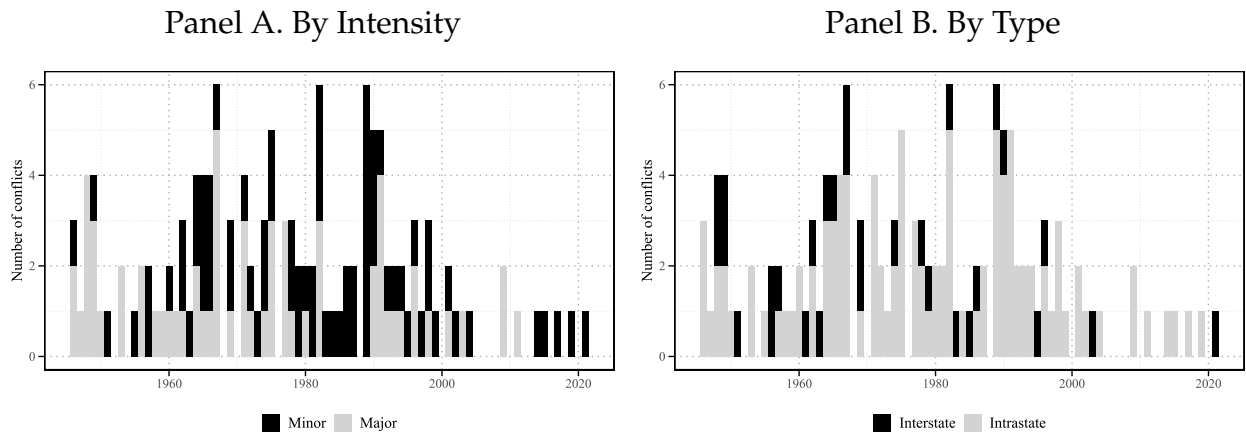 Panel A. By Intensity
Number of conflicts
6
4
2
0
1960 1980 2000 2020
Minor Major
Panel B. By Type
Number of conflicts
6
4
2
0
1960 1980 2000 2020
Interstate Intrastate